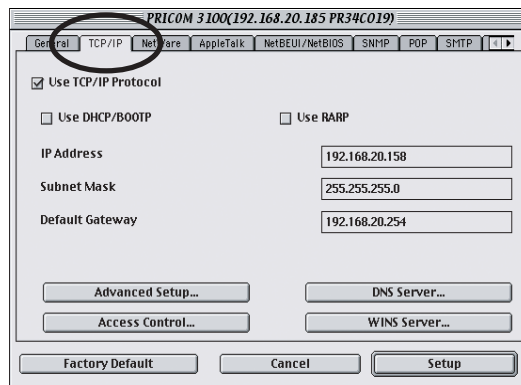 PRICOM 3100(192.168.20.185 PR34C019)
General TCP/IP NetWare AppleTalk NetBEUI/NetBIOS SNMP POP SMTP
Use TCP/IP Protocol
Use DHCP/BOOTP Use RARP
IP Address 192.168.20.158
Subnet Mask 255.255.255.0
Default Gateway 192.168.20.254
Advanced Setup... DNS Server...
Access Control... WINS Server...
Factory Default Cancel Setup